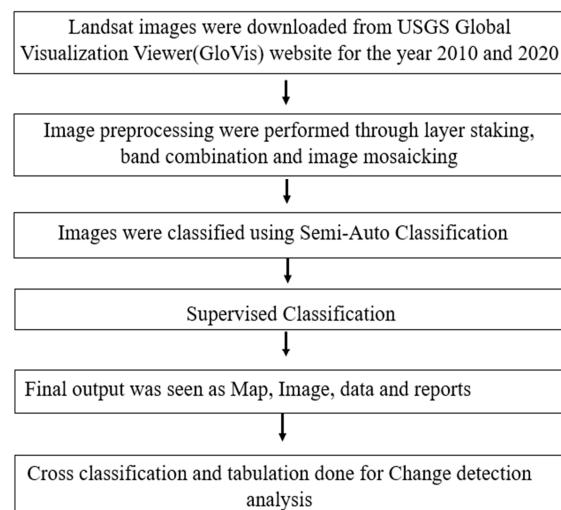 Landsat images were downloaded from USGS Global
Visualization Viewer(GloVis) website for the year 2010 and 2020
Image preprocessing were performed through layer staking,
band combination and image mosaicking
Images were classified using Semi-Auto Classification
Supervised Classification
Final output was seen as Map, Image, data and reports
Cross classification and tabulation done for Change detection
analysis